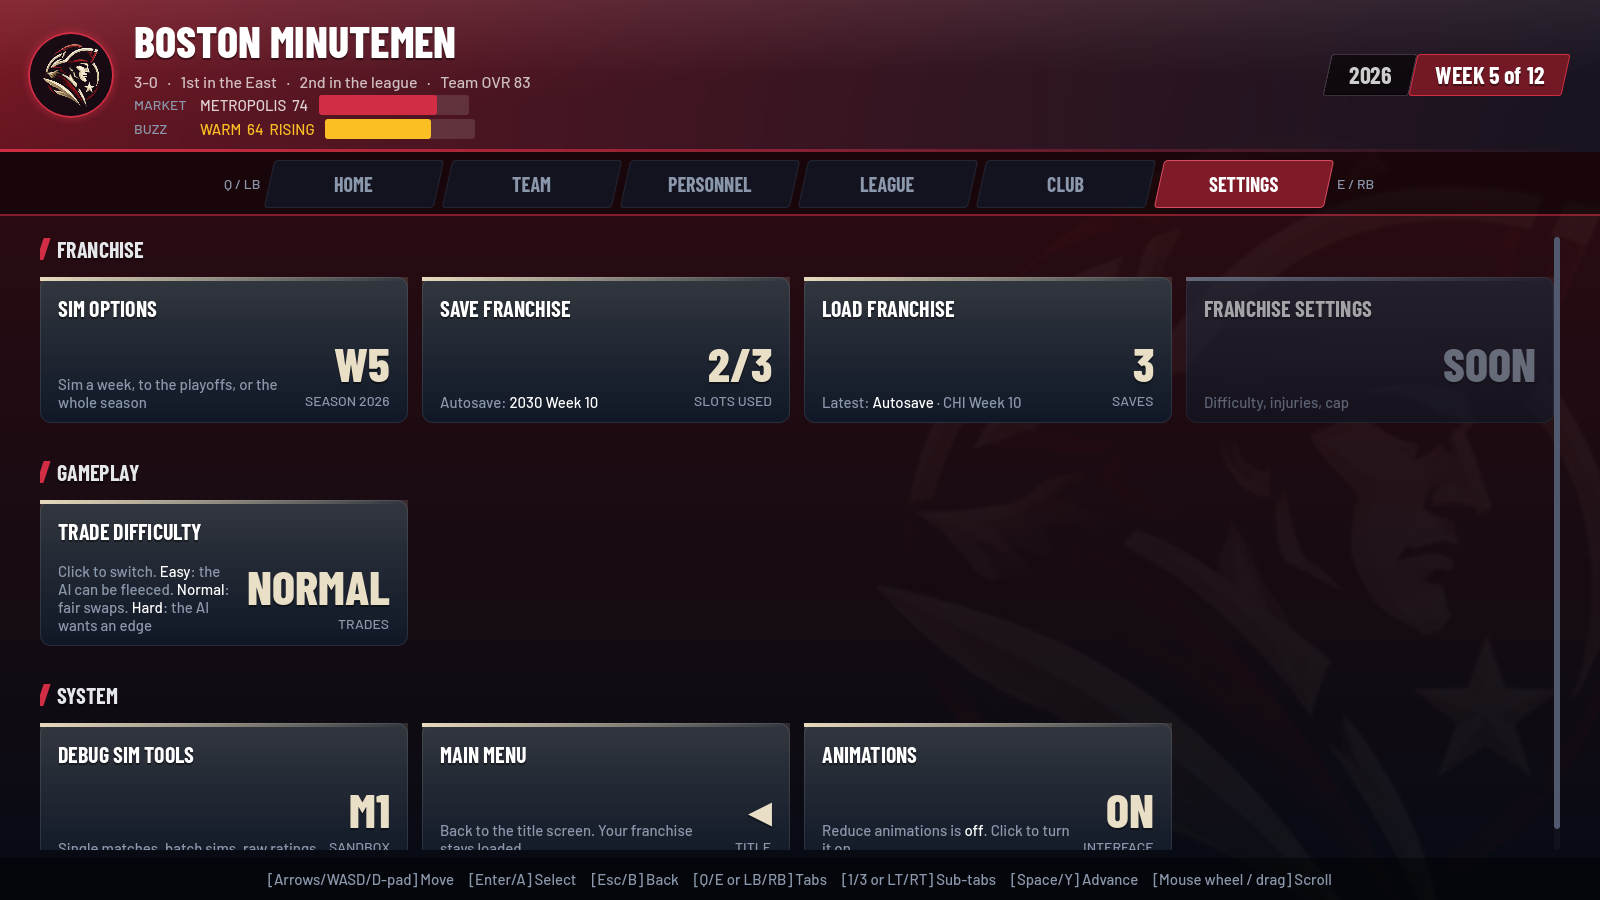 BOSTON MINUTEMEN
3-0 · 1st in the East · 2nd in the league · Team OVR 83
MARKET METROPOLIS 74
BUZZ WARM 64 RISING
2026
WEEK 5 of 12
Q / LB
HOME
TEAM
PERSONNEL
LEAGUE
CLUB
SETTINGS
E / RB
FRANCHISE
SIM OPTIONS
W5
Sim a week, to the playoffs, or the
whole season
SEASON 2026
SAVE FRANCHISE
2/3
Autosave: 2030 Week 10
SLOTS USED
LOAD FRANCHISE
3
Latest: Autosave · CHI Week 10
SAVES
FRANCHISE SETTINGS
SOON
Difficulty, injuries, cap
GAMEPLAY
TRADE DIFFICULTY
Click to switch. Easy: the
AI can be fleeced. Normal:
fair swaps. Hard: the AI
wants an edge
NORMAL
TRADES
SYSTEM
DEBUG SIM TOOLS
M1
Single matches, batch sims, raw ratings
SANDBOX
MAIN MENU
Back to the title screen. Your franchise
stays loaded
TITLE
ANIMATIONS
ON
Reduce animations is off. Click to turn
it on
INTERFACE
[Arrows/WASD/D-pad] Move [Enter/A] Select [Esc/B] Back [Q/E or LB/RB] Tabs [1/3 or LT/RT] Sub-tabs [Space/Y] Advance [Mouse wheel / drag] Scroll